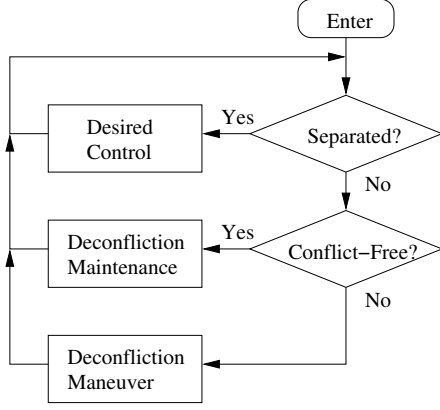 Enter
Yes
Desired
Control
Separated?
No
Yes
Deconfliction
Maintenance
Conflict−Free?
No
Deconfliction
Maneuver